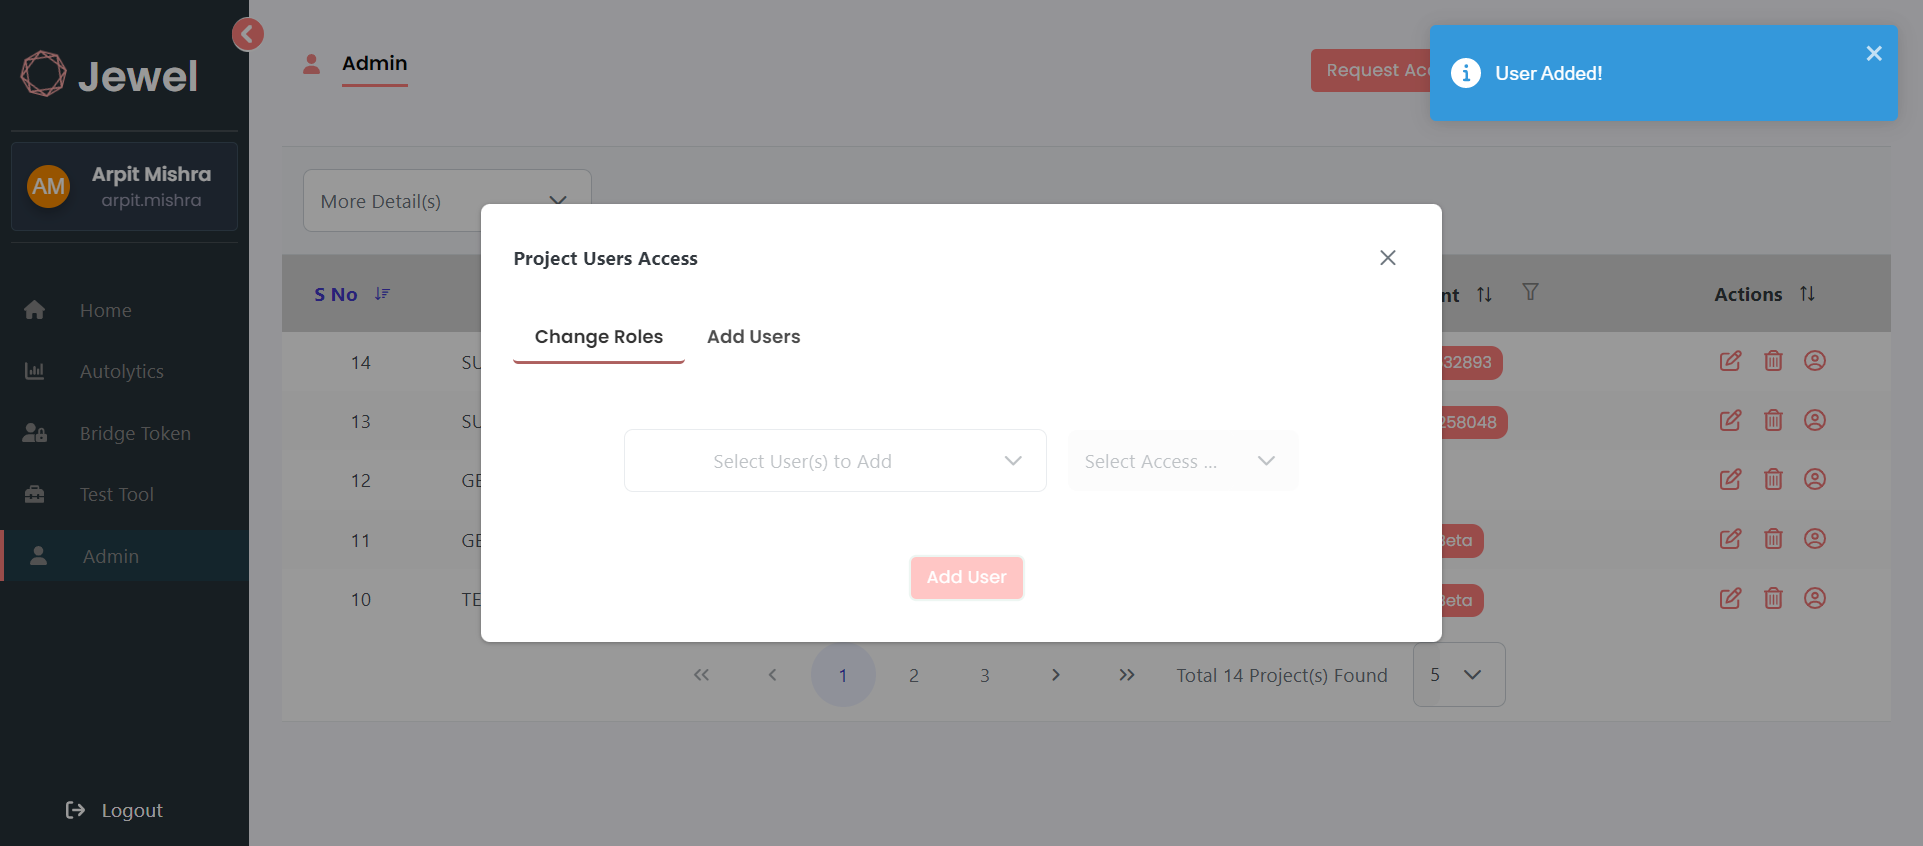 Jewel
AM
Arpit Mishra
arpit.mishra
Home
Autolytics
Bridge Token
Test Tool
Admin
Logout
Admin
Request Acc
User Added!
More Detail(s)
S No
nt
Actions
14 SU 32893
13 SU 258048
12 GE
11 GE Beta
10 TE Beta
Project Users Access
Change Roles Add Users
Select User(s) to Add Select Access ...
Add User
1 2 3 Total 14 Project(s) Found 5